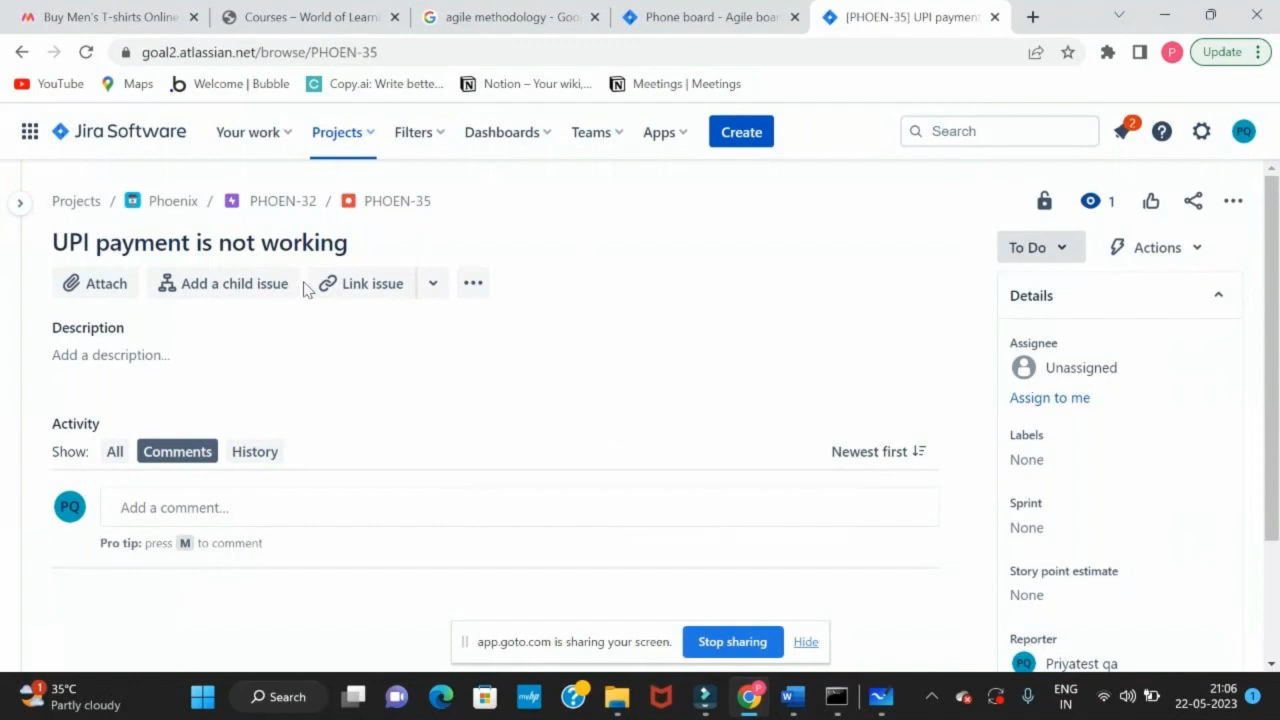 Buy Men's T-shirts Online
Courses – World of Learni
agile methodology - Goo
Phone board - Agile boar
[PHOEN-35] UPI payment
goal2.atlassian.net/browse/PHOEN-35
P
Update
YouTube
Maps
Welcome | Bubble
Copy.ai: Write bette...
Notion – Your wiki,...
Meetings | Meetings
Jira Software
Your work
Projects
Filters
Dashboards
Teams
Apps
Create
Search
2
PQ
Projects / Phoenix / PHOEN-32 / PHOEN-35
1
UPI payment is not working
To Do
Actions
Attach
Add a child issue
Link issue
Details
Description
Add a description...
Assignee
Unassigned
Assign to me
Activity
Show: All Comments History
Newest first
Labels
None
PQ
Add a comment...
Pro tip: press M to comment
Sprint
None
Story point estimate
None
Reporter
PQ Priyatest qa
app.goto.com is sharing your screen.
Stop sharing
Hide
1
35°C
Partly cloudy
Search
ENG
IN
21:06
22-05-2023
1